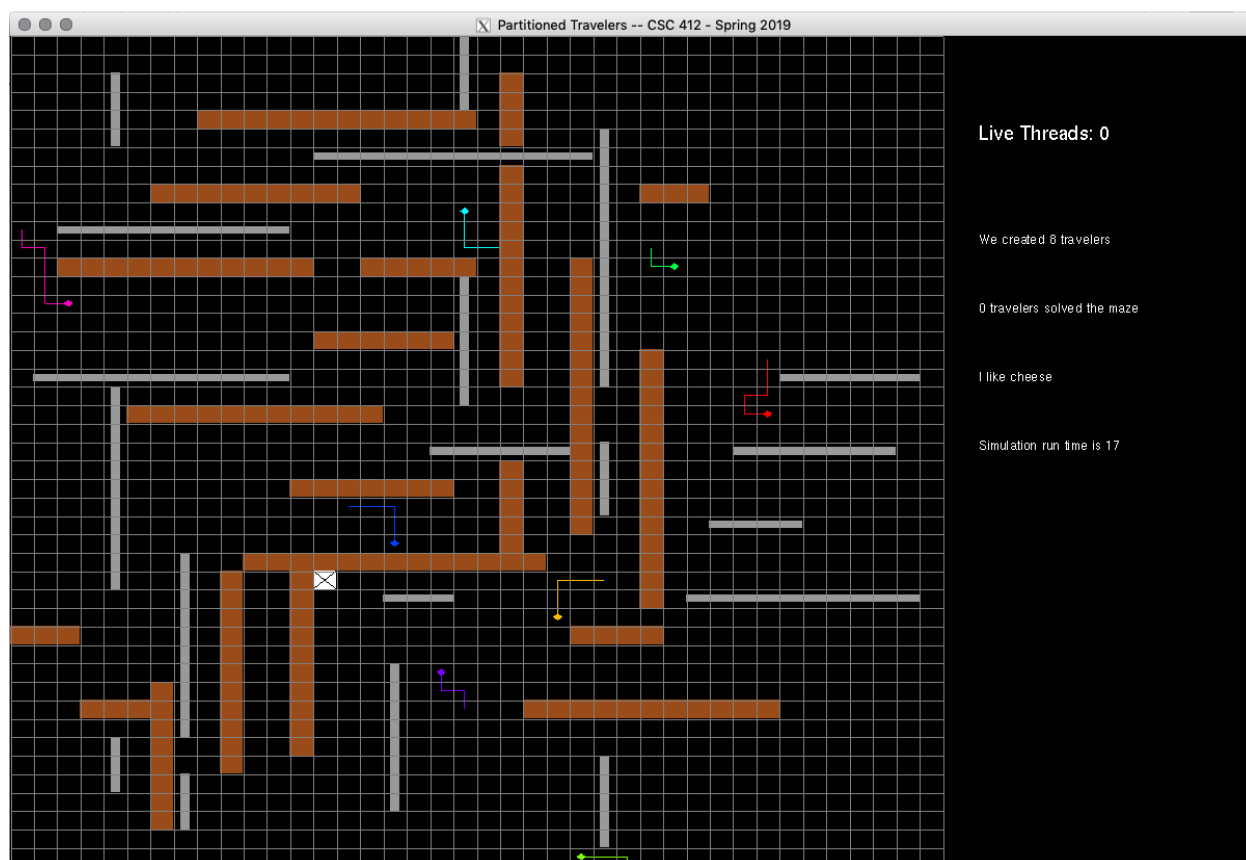 Partitioned Travelers -- CSC 412 - Spring 2019
Live Threads: 0
We created 8 travelers
0 travelers solved the maze
I like cheese
Simulation run time is 17